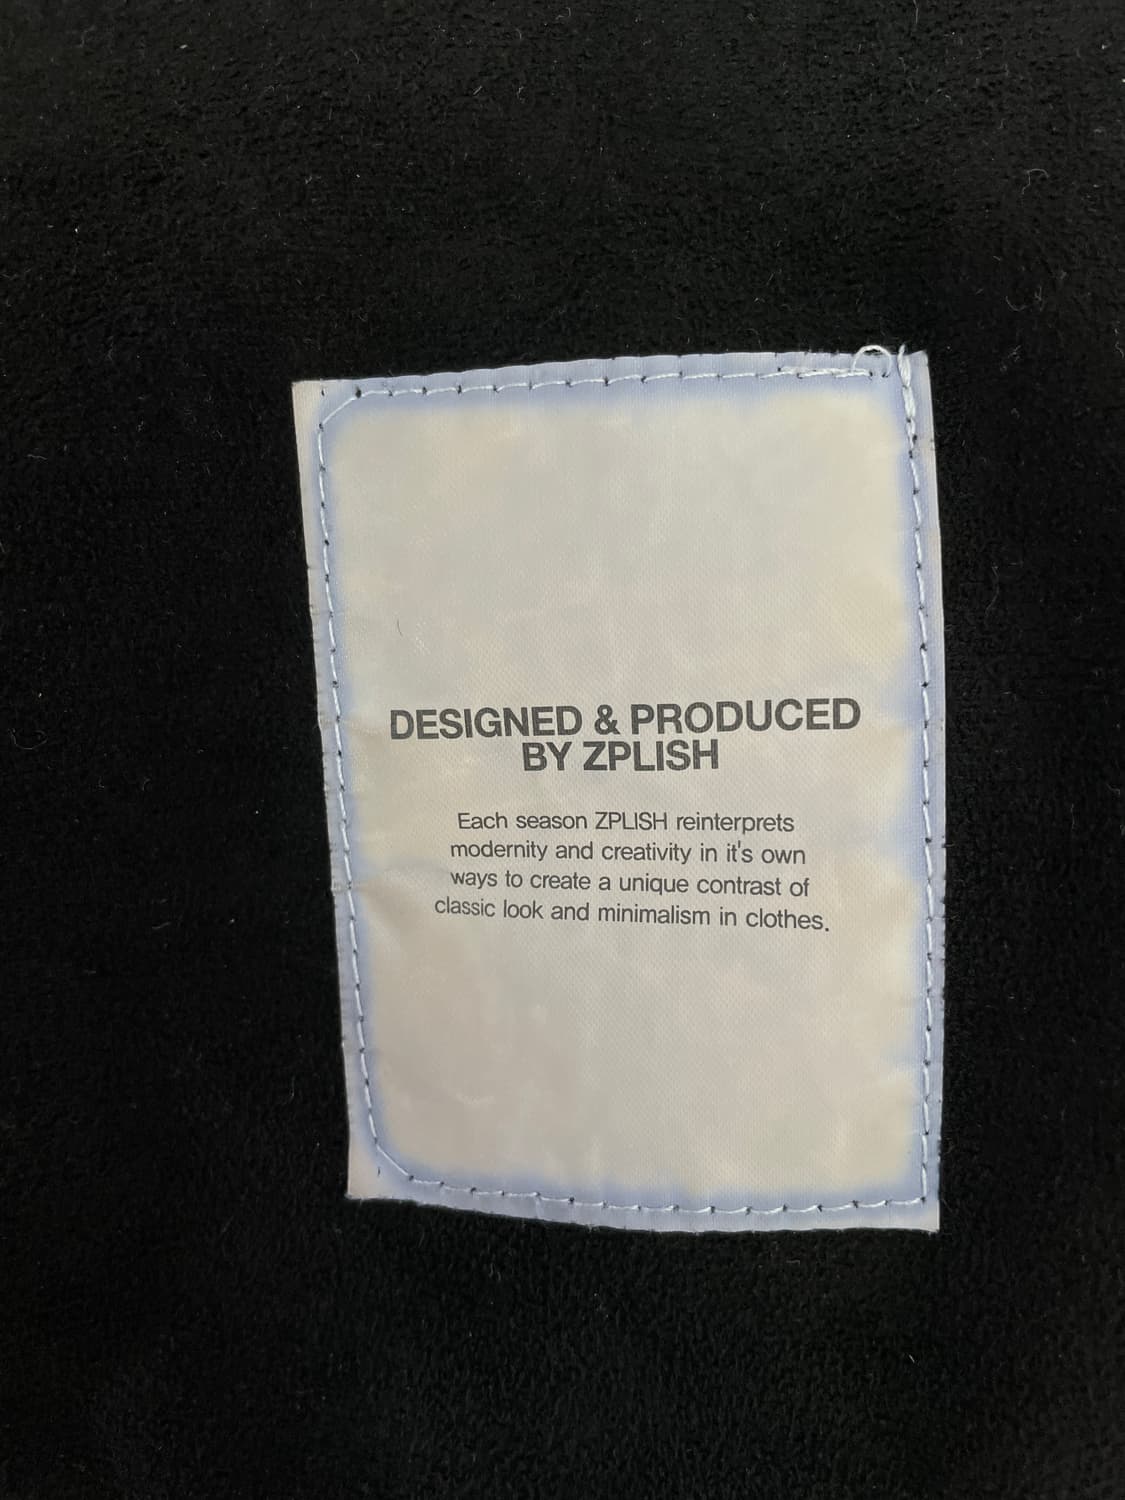 DESIGNED & PRODUCED
BY ZPLISH
Each season ZPLISH reinterprets
modernity and creativity in it's own
ways to create a unique contrast of
classic look and minimalism in clothes.